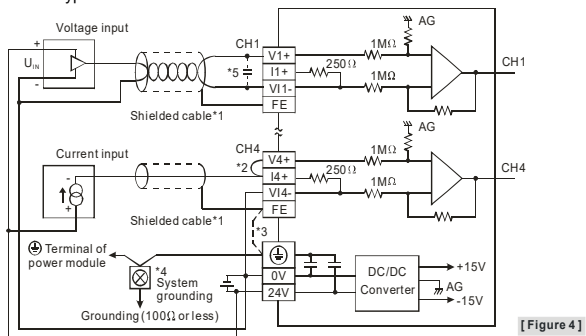 Voltage input
+
UIN
-
*5
Shielded cable*1
CH1
V1+
I1+
VI1-
FE
250Ω
1MΩ
1MΩ
AG
CH1
Current input
-
+
*2
Shielded cable*1
CH4
V4+
I4+
VI4-
FE
250Ω
1MΩ
1MΩ
AG
CH4
*3
Terminal of
power module
*4
System
grounding
Grounding (100Ω or less)
0V
24V
DC/DC
Converter
+15V
AG
-15V
[Figure 4]